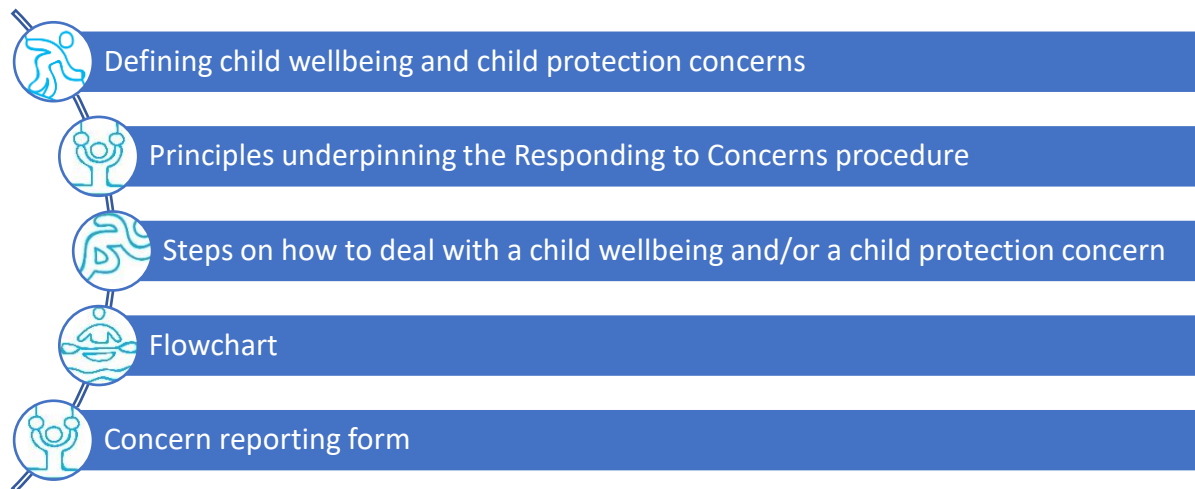 Defining child wellbeing and child protection concerns
Principles underpinning the Responding to Concerns procedure
Steps on how to deal with a child wellbeing and/or a child protection concern
Flowchart
Concern reporting form